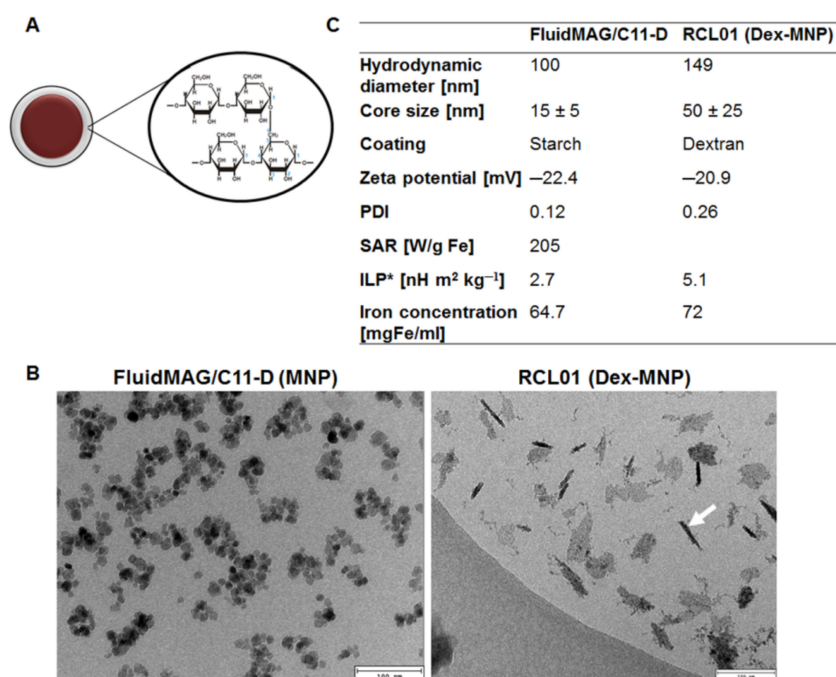 A
C
FluidMAG/C11-D RCL01 (Dex-MNP)
Hydrodynamic diameter [nm] 100 149
Core size [nm] 15 ± 5 50 ± 25
Coating Starch Dextran
Zeta potential [mV] —22.4 —20.9
PDI 0.12 0.26
SAR [W/g Fe] 205
ILP* [nH m² kg⁻¹] 2.7 5.1
Iron concentration [mgFe/ml] 64.7 72
B
FluidMAG/C11-D (MNP) RCL01 (Dex-MNP)
100 nm